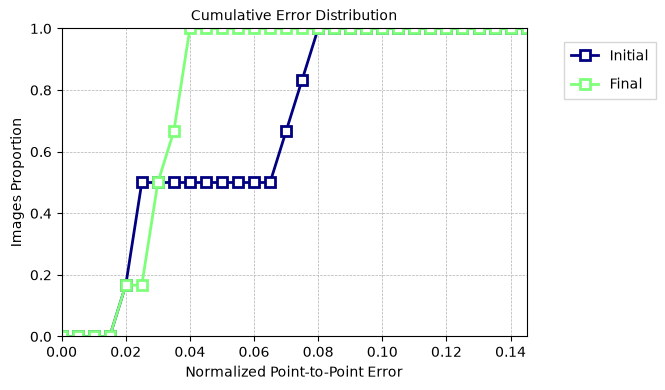 Cumulative Error Distribution
1.0
0.8
0.6
0.4
0.2
0.0
Images Proportion
0.00 0.02 0.04 0.06 0.08 0.10 0.12 0.14
Normalized Point-to-Point Error
Initial
Final